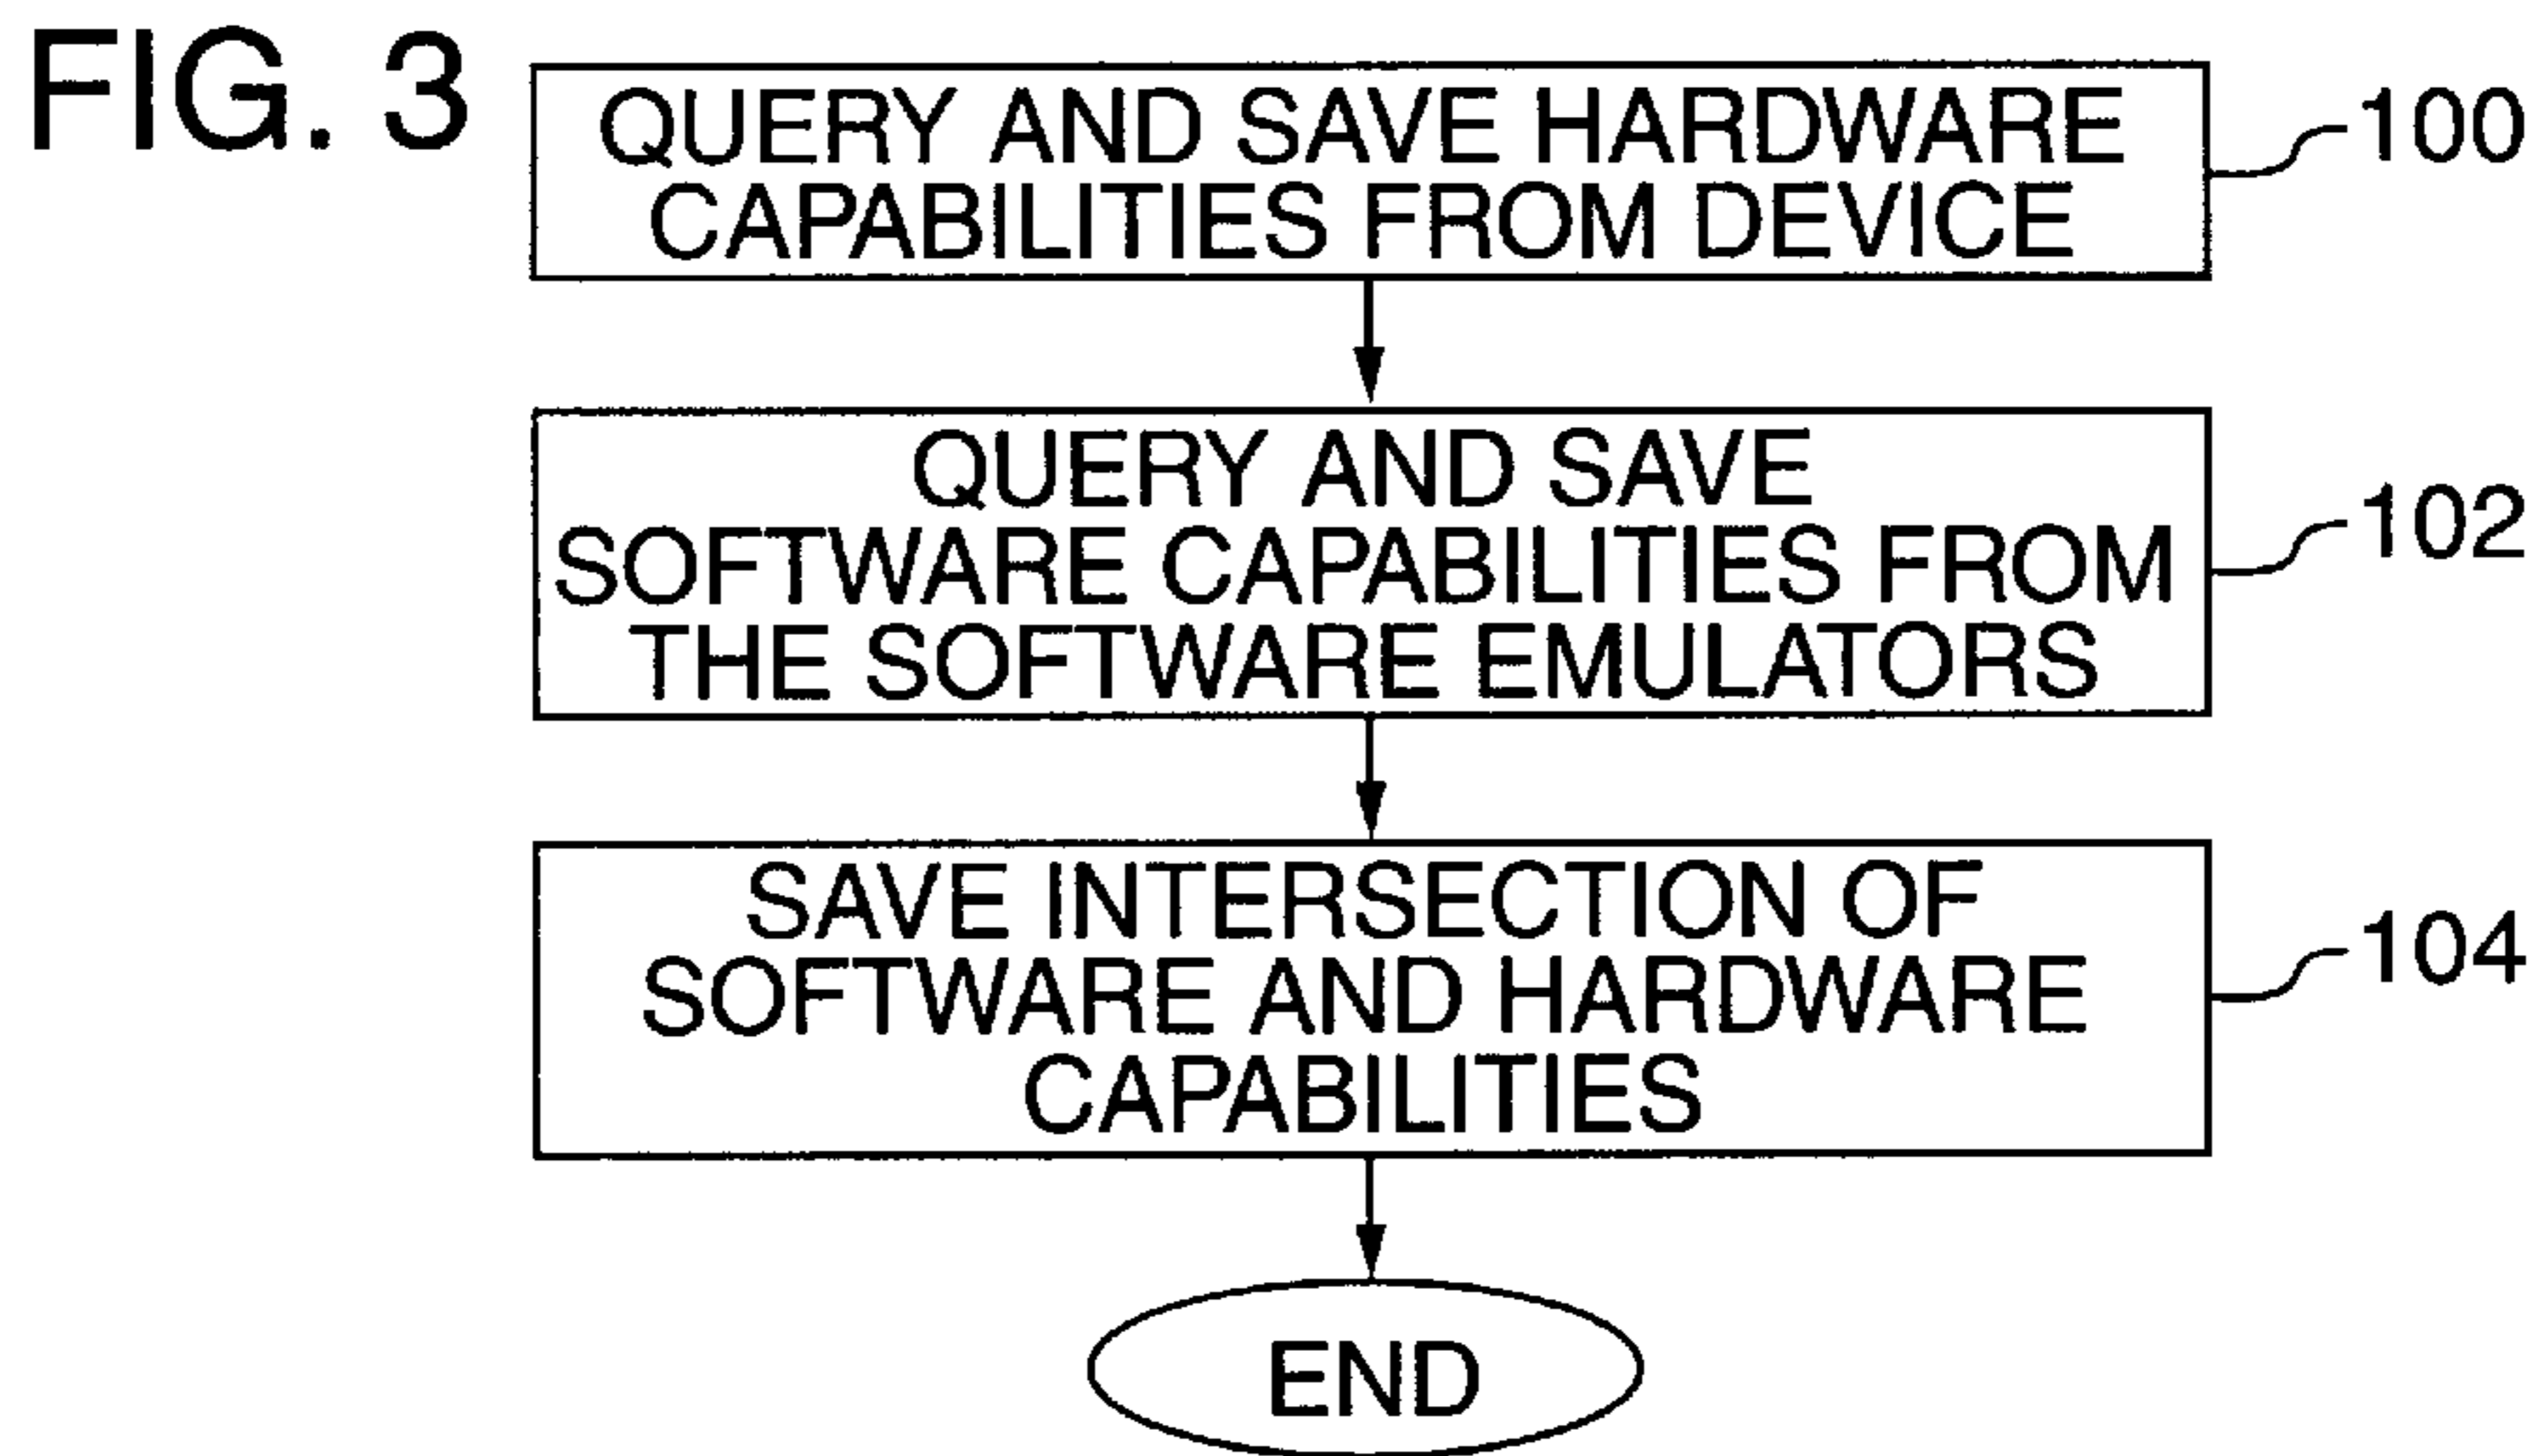 FIG. 3
QUERY AND SAVE HARDWARE
CAPABILITIES FROM DEVICE
100
QUERY AND SAVE
SOFTWARE CAPABILITIES FROM
THE SOFTWARE EMULATORS
102
SAVE INTERSECTION OF
SOFTWARE AND HARDWARE
CAPABILITIES
104
END